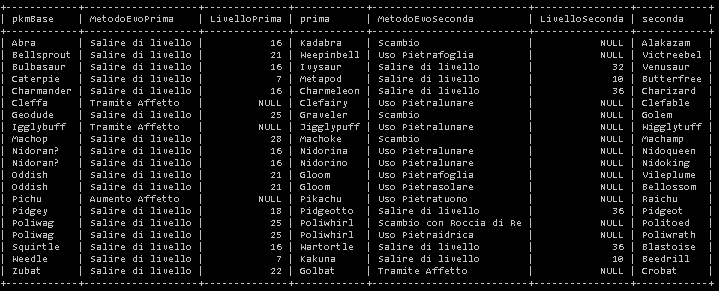 | pkmBase | MetodoEvoPrima | LivelloPrima | prima | MetodoEvoSeconda | LivelloSeconda | seconda |
| Abra | Salire di livello | 16 | Kadabra | Scambio | NULL | Alakazam |
| Bellsprout | Salire di livello | 21 | Weepinbell | Uso Pietrafoglia | NULL | Victreebel |
| Bulbasaur | Salire di livello | 16 | Ivysaur | Salire di livello | 32 | Venusaur |
| Caterpie | Salire di livello | 7 | Metapod | Salire di livello | 10 | Butterfree |
| Charmander | Salire di livello | 16 | Charmeleon | Salire di livello | 36 | Charizard |
| Cleffa | Tramite Affetto | NULL | Clefairy | Uso Pietralunare | NULL | Clefable |
| Geodude | Salire di livello | 25 | Graveler | Scambio | NULL | Golem |
| Igglybuff | Tramite Affetto | NULL | Jigglypuff | Uso Pietralunare | NULL | Wigglytuff |
| Machop | Salire di livello | 28 | Machoke | Scambio | NULL | Machamp |
| Nidoran? | Salire di livello | 16 | Nidorina | Uso Pietralunare | NULL | Nidoqueen |
| Nidoran? | Salire di livello | 16 | Nidorino | Uso Pietralunare | NULL | Nidoking |
| Oddish | Salire di livello | 21 | Gloom | Uso Pietrafoglia | NULL | Vileplume |
| Oddish | Salire di livello | 21 | Gloom | Uso Pietrasolare | NULL | Bellossom |
| Pichu | Aumento Affetto | NULL | Pikachu | Uso Pietratuono | NULL | Raichu |
| Pidgey | Salire di livello | 18 | Pidgeotto | Salire di livello | 36 | Pidgeot |
| Poliwag | Salire di livello | 25 | Poliwhirl | Scambio con Roccia di Re | NULL | Politoed |
| Poliwag | Salire di livello | 25 | Poliwhirl | Uso Pietraidrica | NULL | Poliwrath |
| Squirtle | Salire di livello | 16 | Wartortle | Salire di livello | 36 | Blastoise |
| Weedle | Salire di livello | 7 | Kakuna | Salire di livello | 10 | Beedrill |
| Zubat | Salire di livello | 22 | Golbat | Tramite Affetto | NULL | Crobat |